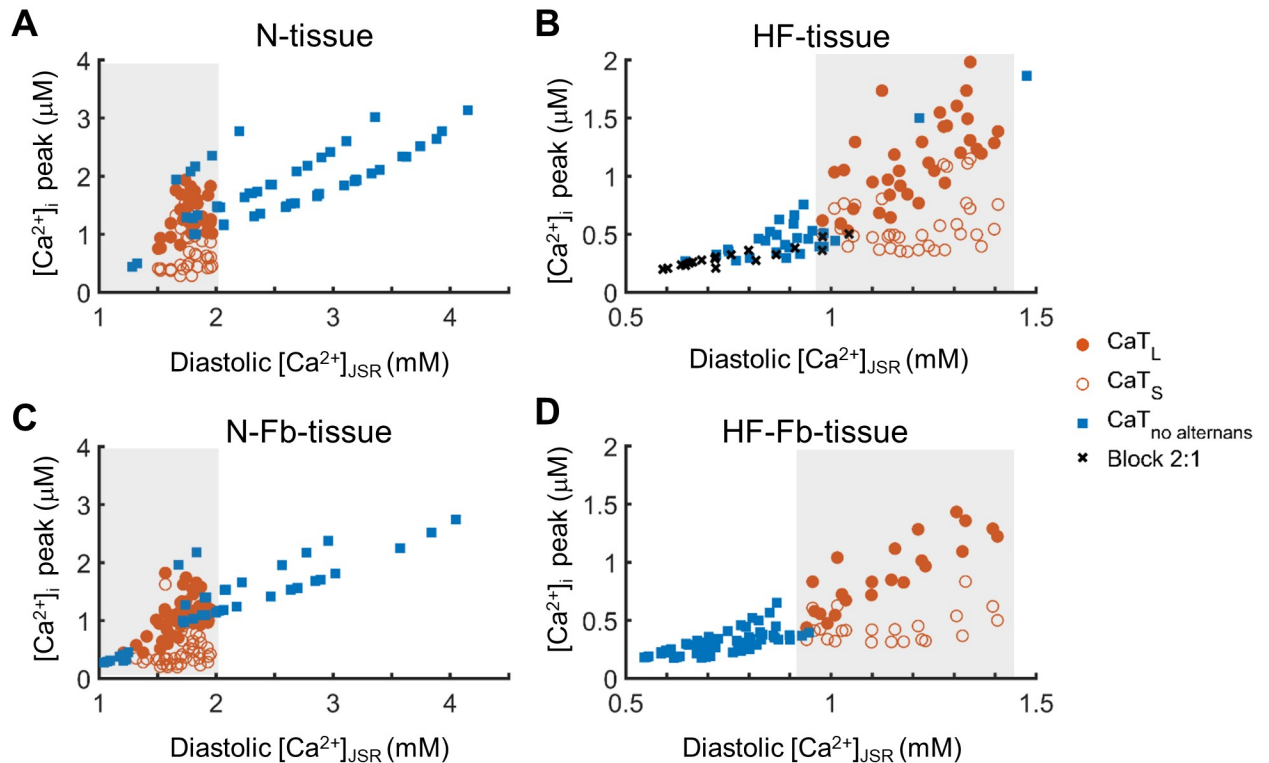 A
N-tissue
[Ca²⁺]ᵢ peak (μM)
4
3
2
1
0
1
2
3
4
Diastolic [Ca²⁺]JSR (mM)
B
HF-tissue
[Ca²⁺]ᵢ peak (μM)
2
1.5
1
0.5
0
0.5
1
1.5
Diastolic [Ca²⁺]JSR (mM)
CaTL
CaTS
CaTno alternans
Block 2:1
C
N-Fb-tissue
[Ca²⁺]ᵢ peak (μM)
4
3
2
1
0
1
2
3
4
Diastolic [Ca²⁺]JSR (mM)
D
HF-Fb-tissue
[Ca²⁺]ᵢ peak (μM)
2
1.5
1
0.5
0
0.5
1
1.5
Diastolic [Ca²⁺]JSR (mM)